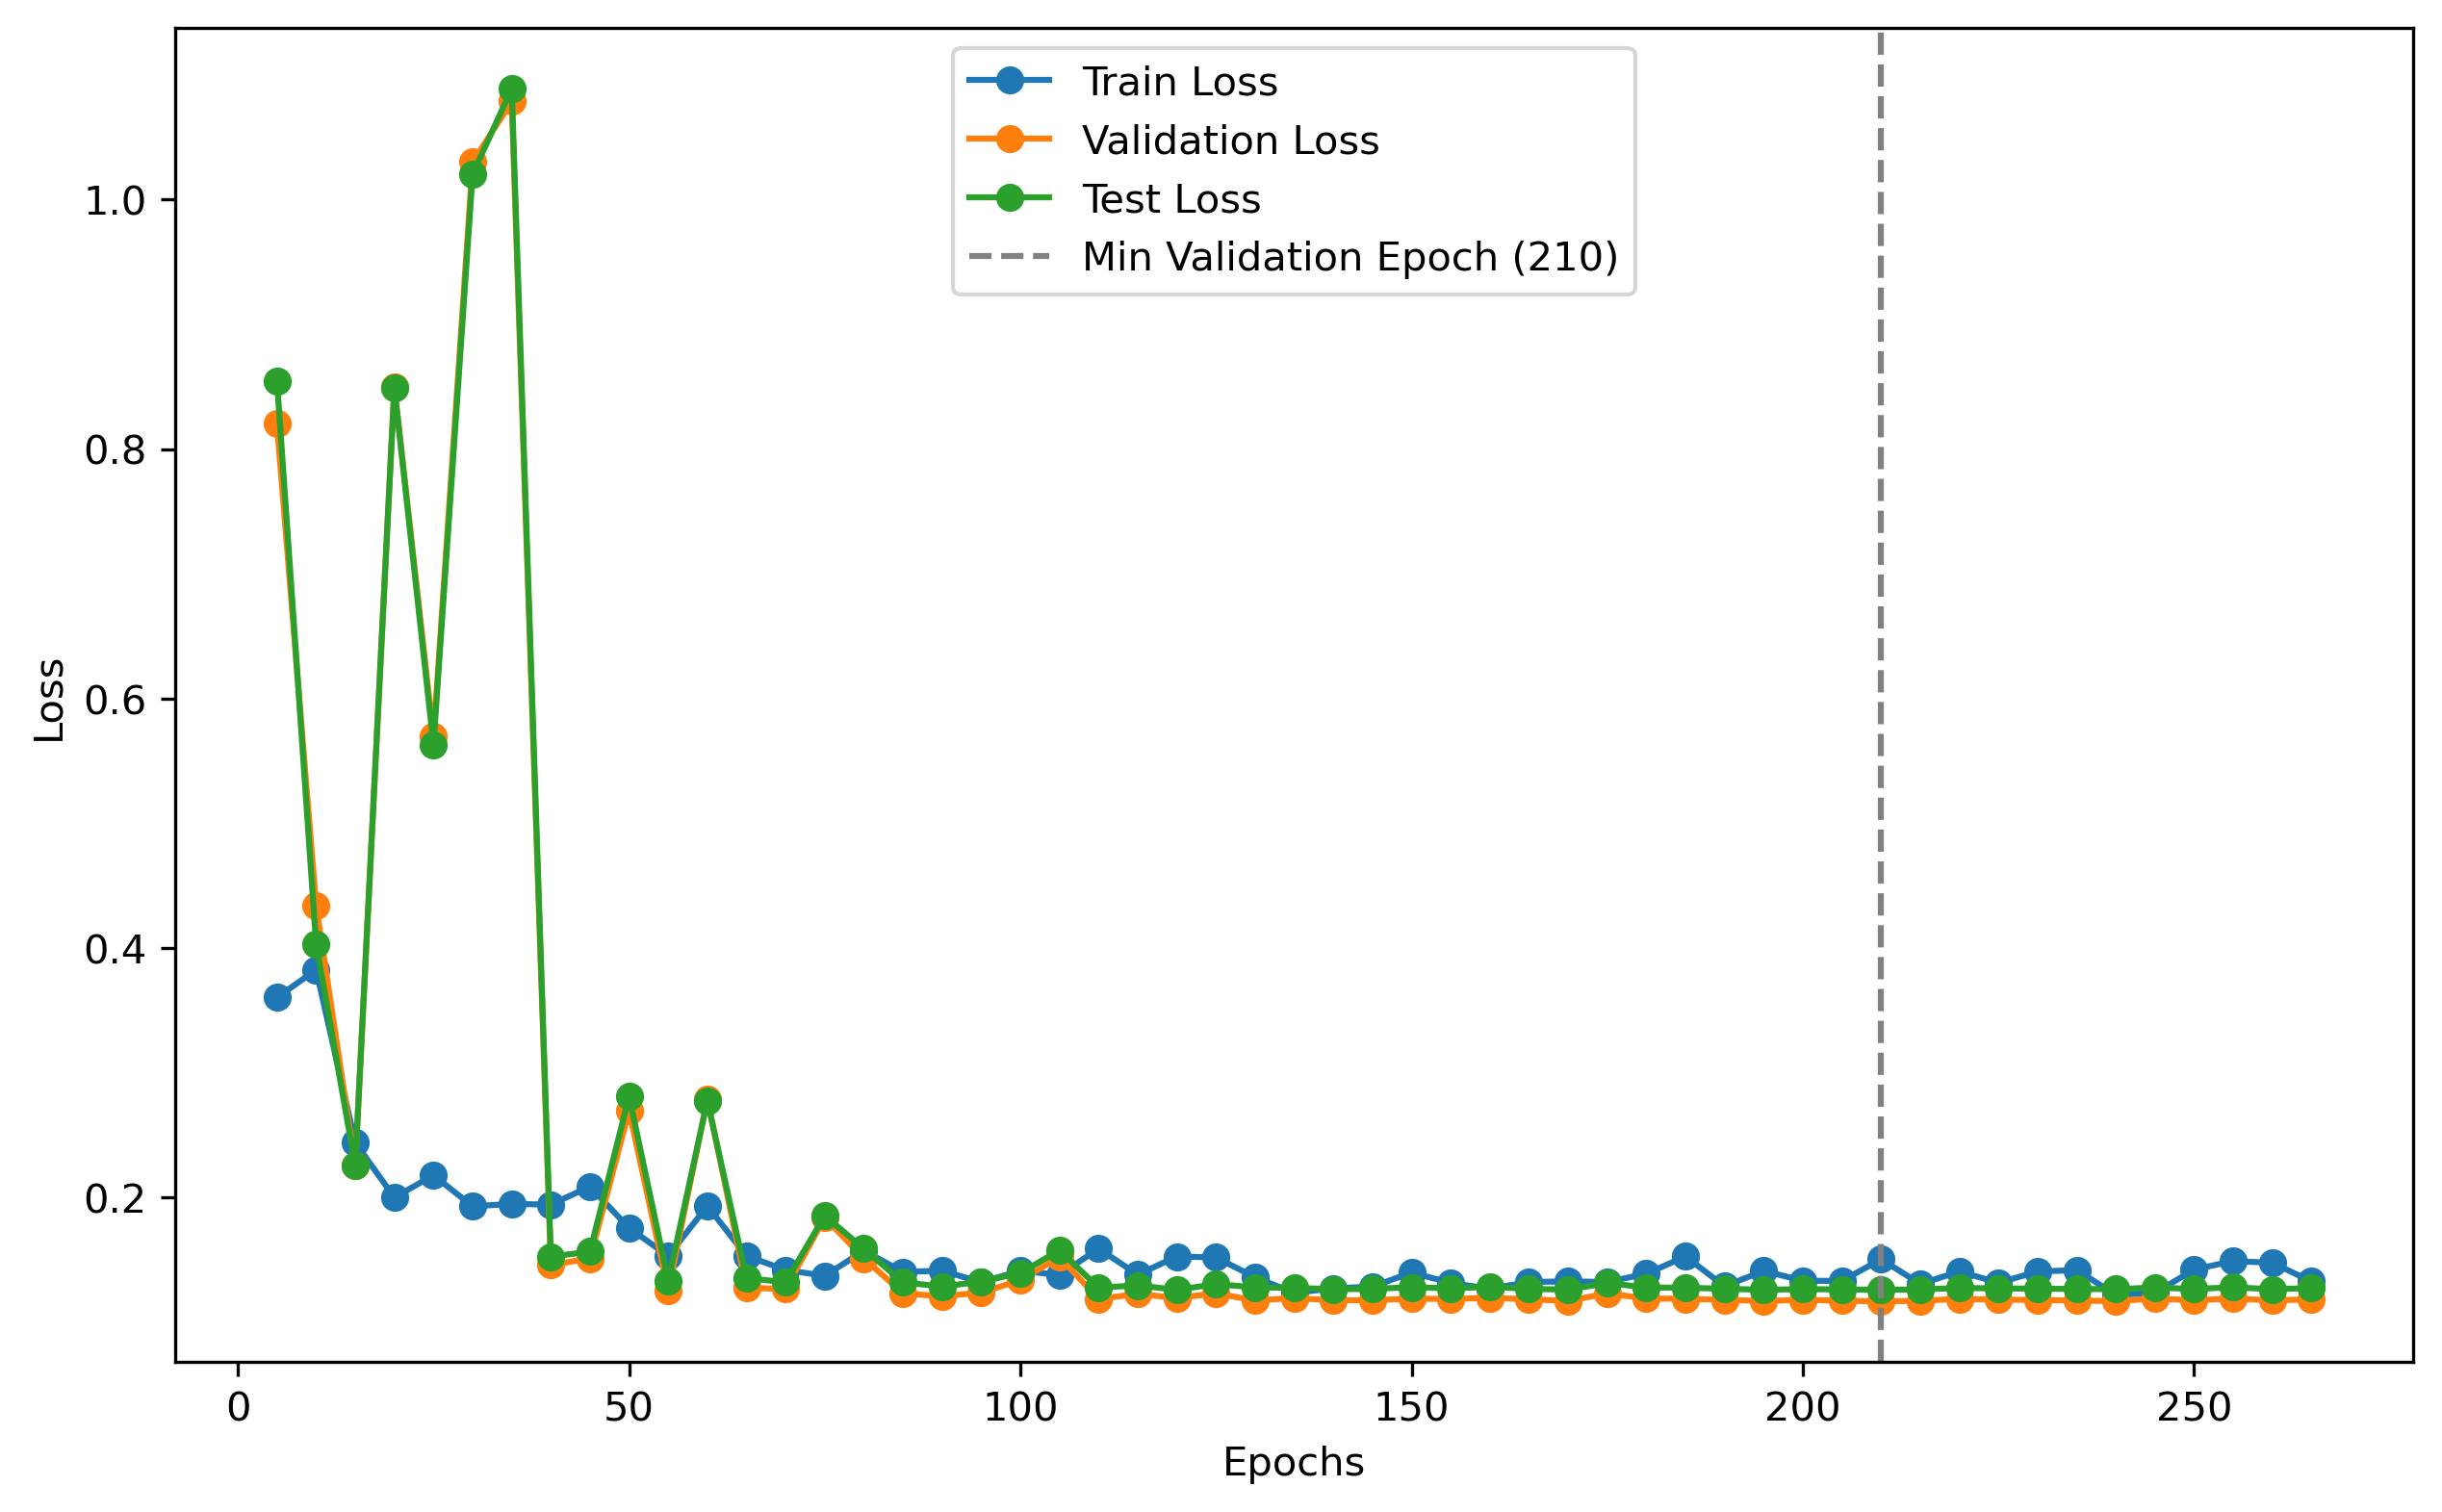 Train Loss
Validation Loss
Test Loss
Min Validation Epoch (210)
1.0
0.8
0.6
0.4
0.2
Loss
0 50 100 150 200 250
Epochs